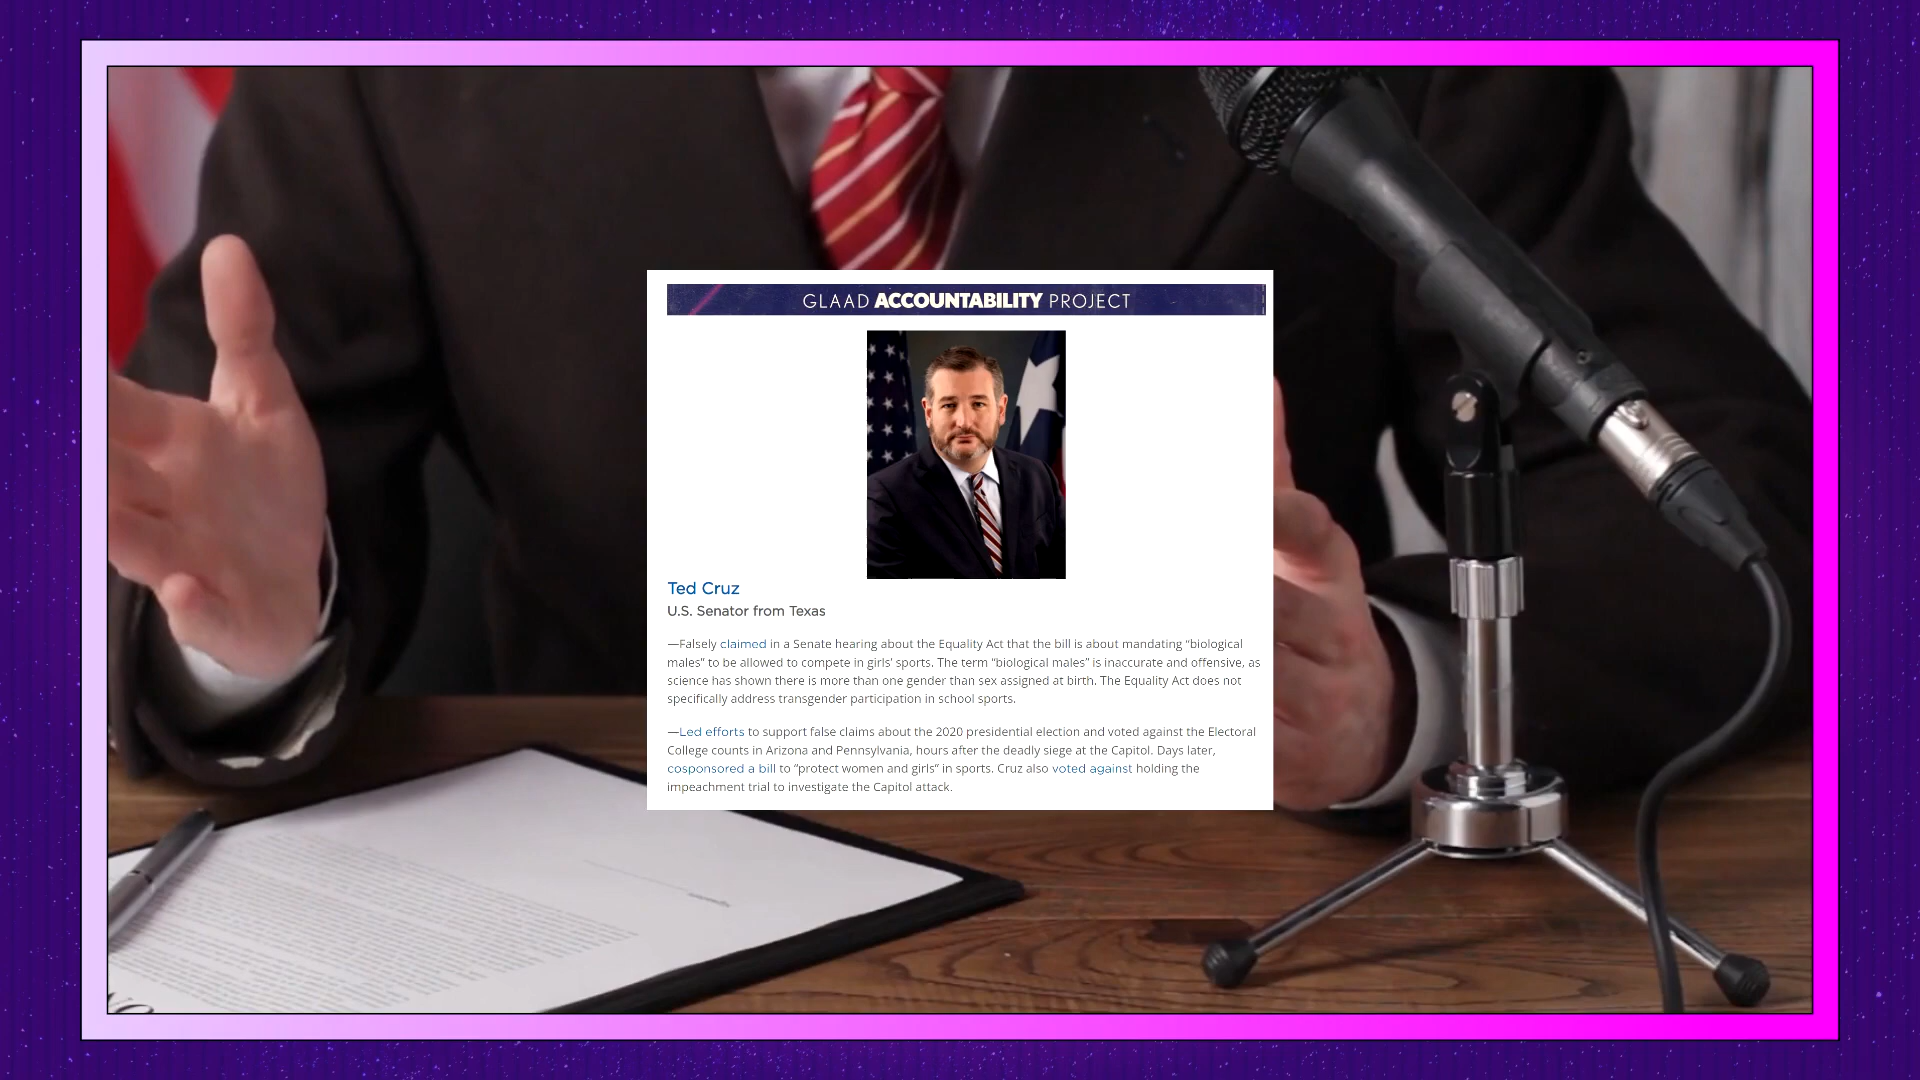 GLAAD ACCOUNTABILITY PROJECT
Ted Cruz
U.S. Senator from Texas
—Falsely claimed in a Senate hearing about the Equality Act that the bill is about mandating “biological
males” to be allowed to compete in girls’ sports. The term “biological males” is inaccurate and offensive, as
science has shown there is more than one gender than sex assigned at birth. The Equality Act does not
specifically address transgender participation in school sports.
—Led efforts to support false claims about the 2020 presidential election and voted against the Electoral
College counts in Arizona and Pennsylvania, hours after the deadly siege at the Capitol. Days later,
cosponsored a bill to “protect women and girls” in sports. Cruz also voted against holding the
impeachment trial to investigate the Capitol attack.